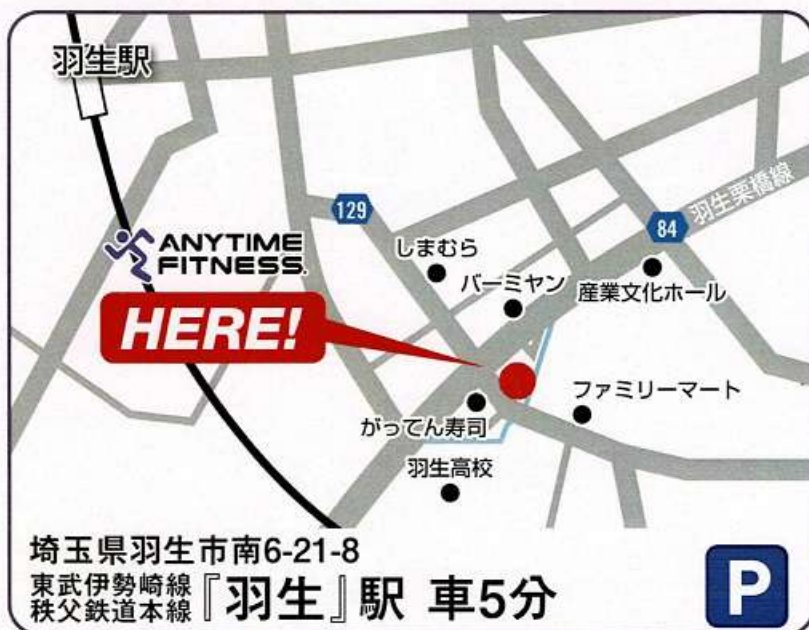 羽生駅
129
羽生栗橋線
84
ANYTIME
FITNESS.
しまむら
バーミヤン
産業文化ホール
HERE!
ファミリーマート
がってん寿司
羽生高校
埼玉県羽生市南6-21-8
東武伊勢崎線
秩父鉄道本線
『羽生』駅 車5分
P